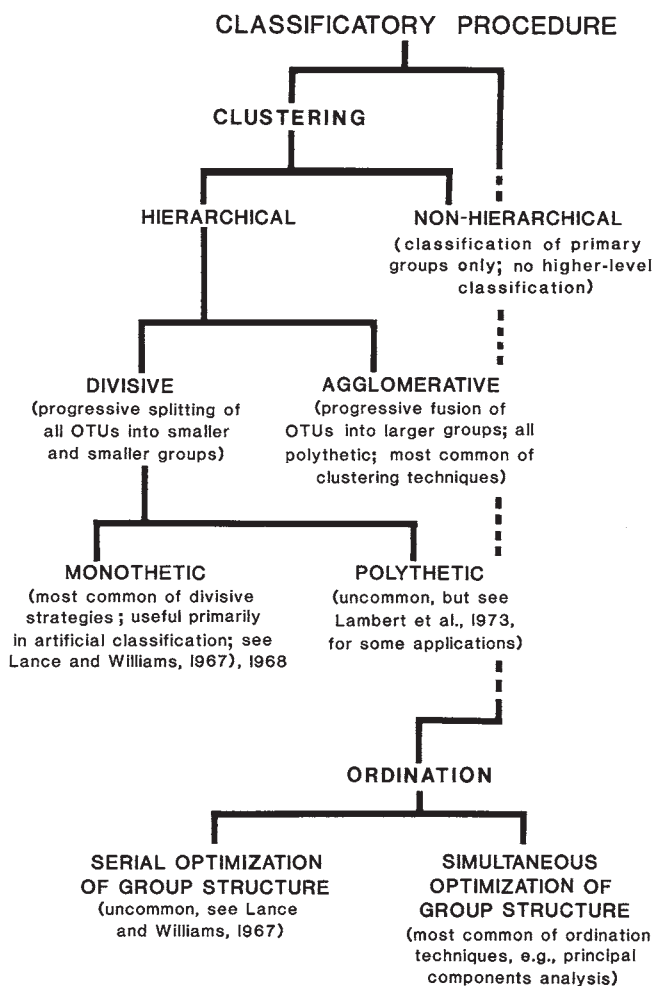 CLASSIFICATORY PROCEDURE
CLUSTERING
HIERARCHICAL
NON-HIERARCHICAL
(classification of primary
groups only; no higher-level
classification)
DIVISIVE
(progressive splitting of
all OTUs into smaller
and smaller groups)
AGGLOMERATIVE
(progressive fusion of
OTUs into larger groups; all
polythetic; most common of
clustering techniques)
MONOTHETIC
(most common of divisive
strategies; useful primarily
in artificial classification; see
Lance and Williams, 1967), 1968
POLYTHETIC
(uncommon, but see
Lambert et al., 1973,
for some applications)
ORDINATION
SERIAL OPTIMIZATION
OF GROUP STRUCTURE
(uncommon, see Lance
and Williams, 1967)
SIMULTANEOUS
OPTIMIZATION OF
GROUP STRUCTURE
(most common of ordination
techniques, e.g., principal
components analysis)